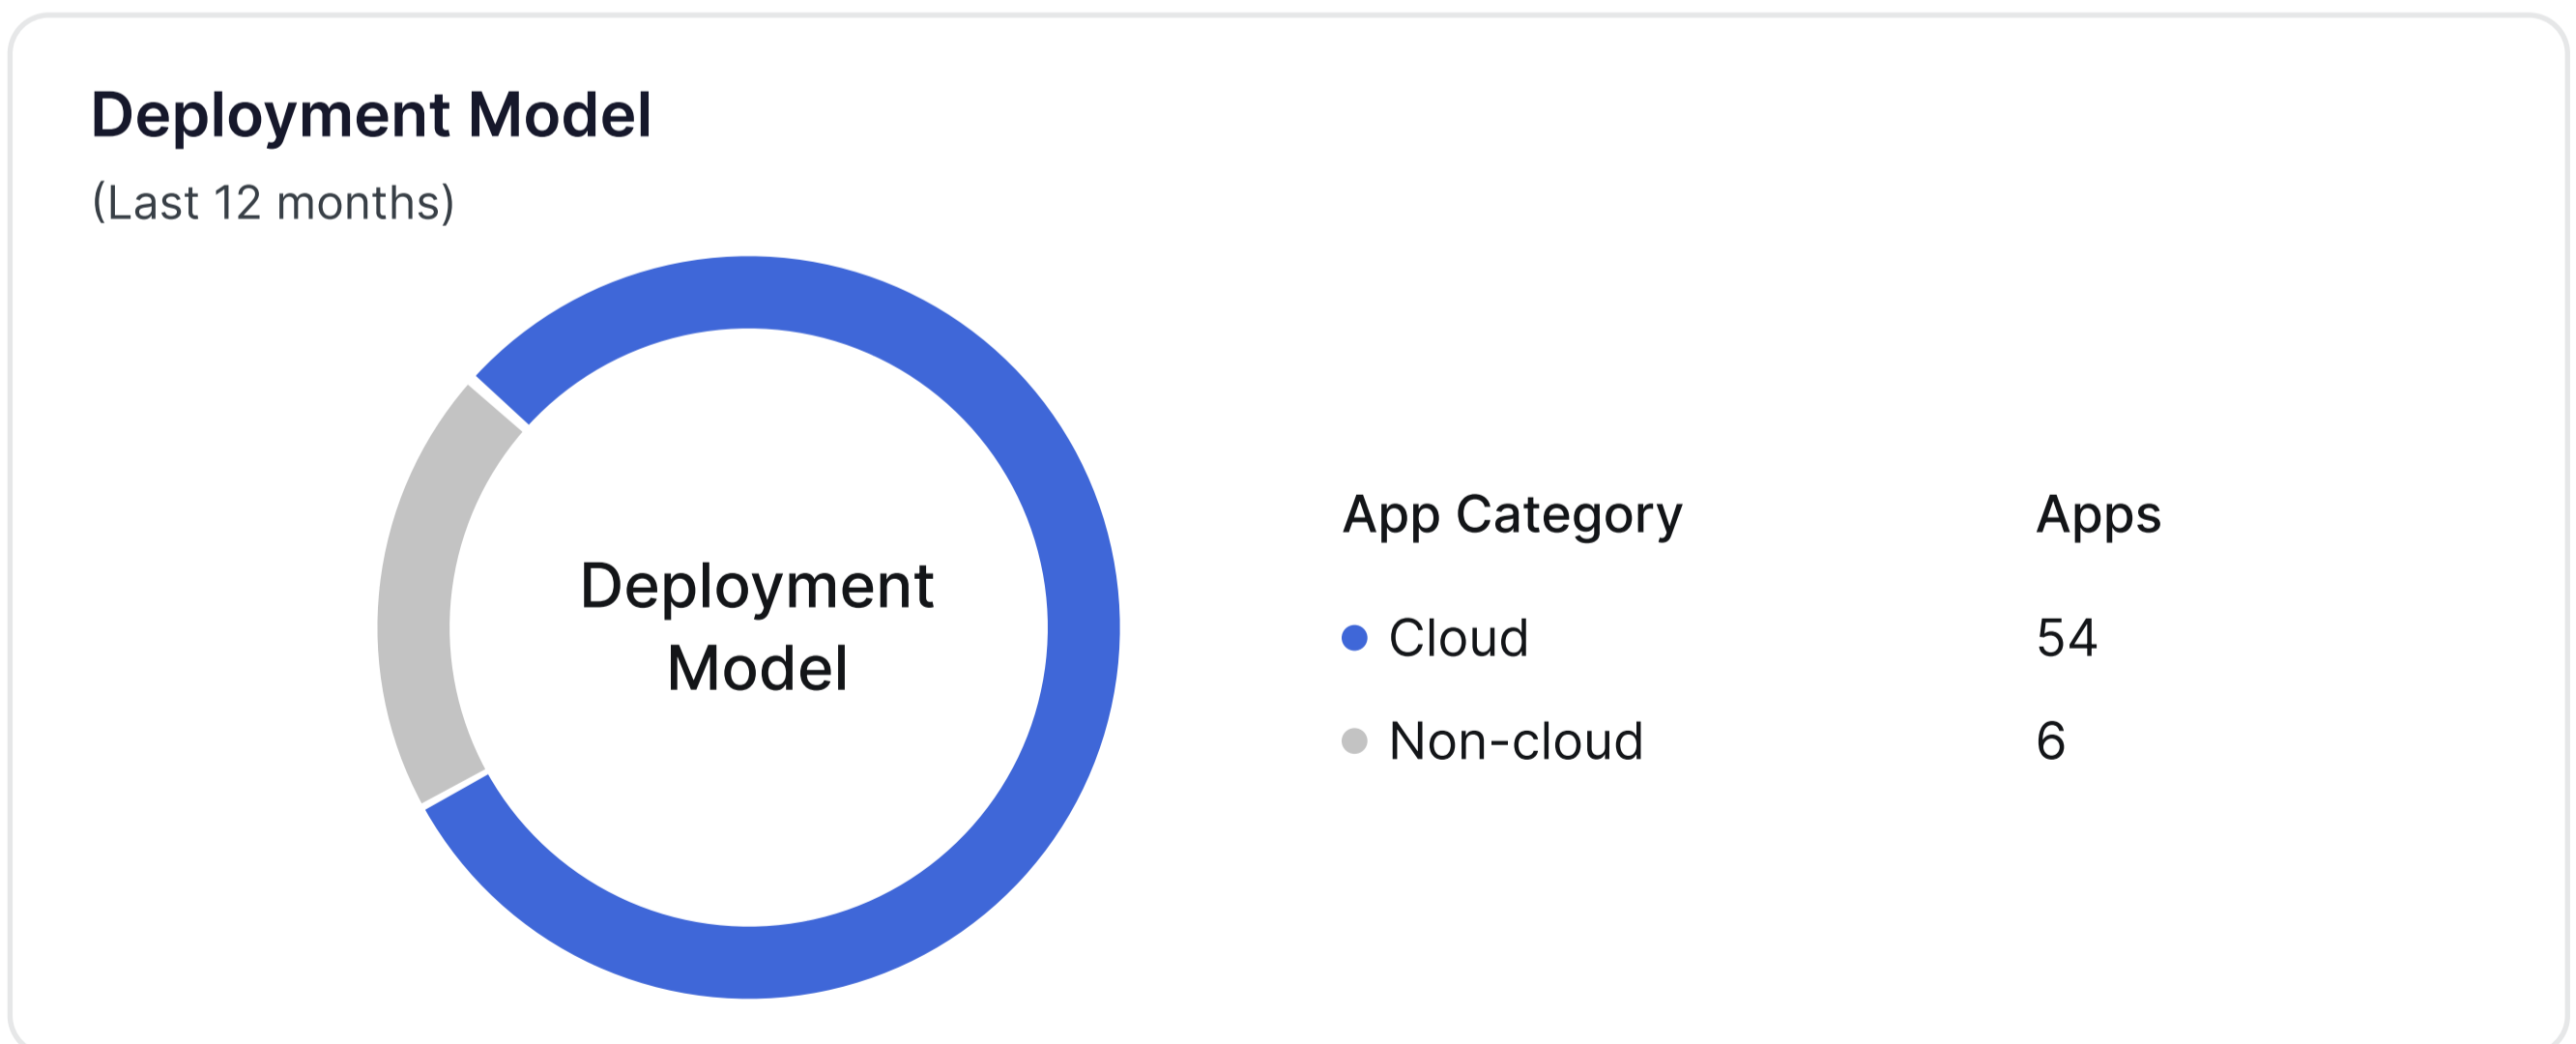 Deployment Model
(Last 12 months)
Deployment
Model
App Category Apps
Cloud 54
Non-cloud 6